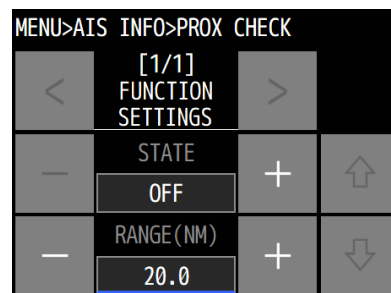 MENU>AIS INFO>PROX CHECK
[1/1]
< FUNCTION >
SETTINGS
STATE
− OFF +
RANGE(NM)
− 20.0 +